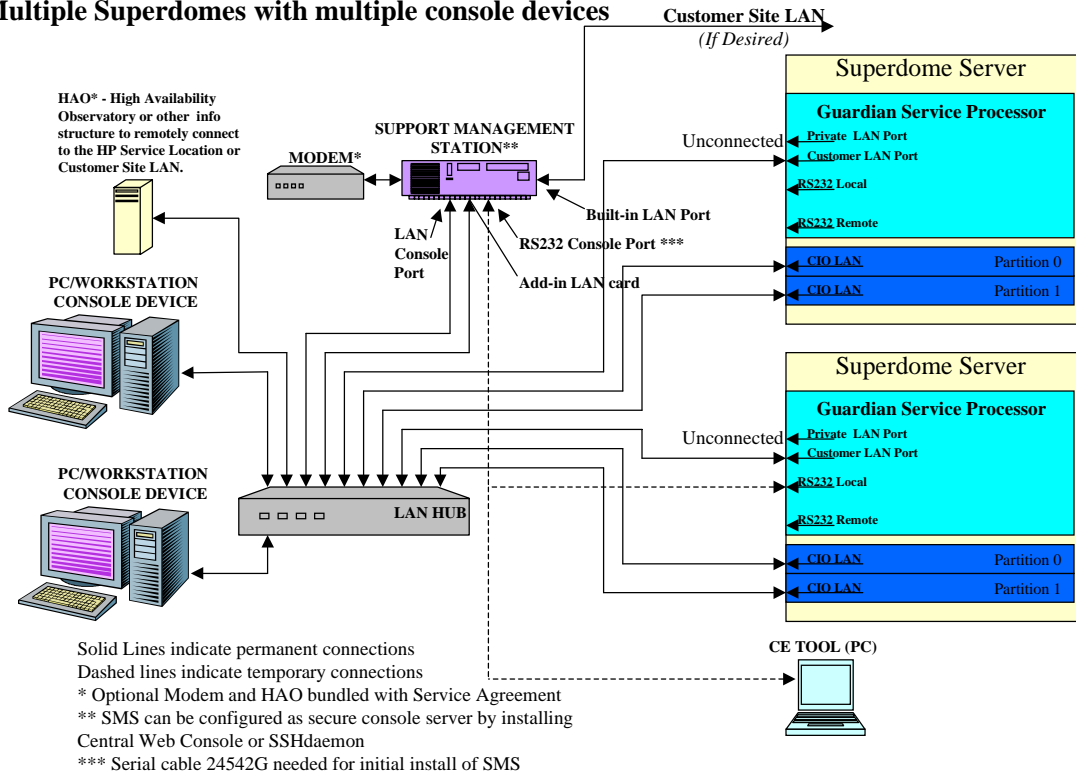 Multiple Superdomes with multiple console devices
Customer Site LAN
(If Desired)
HAO* - High Availability
Observatory or other info
structure to remotely connect
to the HP Service Location or
Customer Site LAN.
MODEM*
SUPPORT MANAGEMENT
STATION**
Built-in LAN Port
LAN
Console
Port
RS232 Console Port ***
Add-in LAN card
PC/WORKSTATION
CONSOLE DEVICE
PC/WORKSTATION
CONSOLE DEVICE
LAN HUB
Superdome Server
Guardian Service Processor
Unconnected
Private LAN Port
Customer LAN Port
RS232 Local
RS232 Remote
CIO LAN Partition 0
CIO LAN Partition 1
Superdome Server
Guardian Service Processor
Unconnected
Private LAN Port
Customer LAN Port
RS232 Local
RS232 Remote
CIO LAN Partition 0
CIO LAN Partition 1
CE TOOL (PC)
Solid Lines indicate permanent connections
Dashed lines indicate temporary connections
* Optional Modem and HAO bundled with Service Agreement
** SMS can be configured as secure console server by installing
Central Web Console or SSHdaemon
*** Serial cable 24542G needed for initial install of SMS